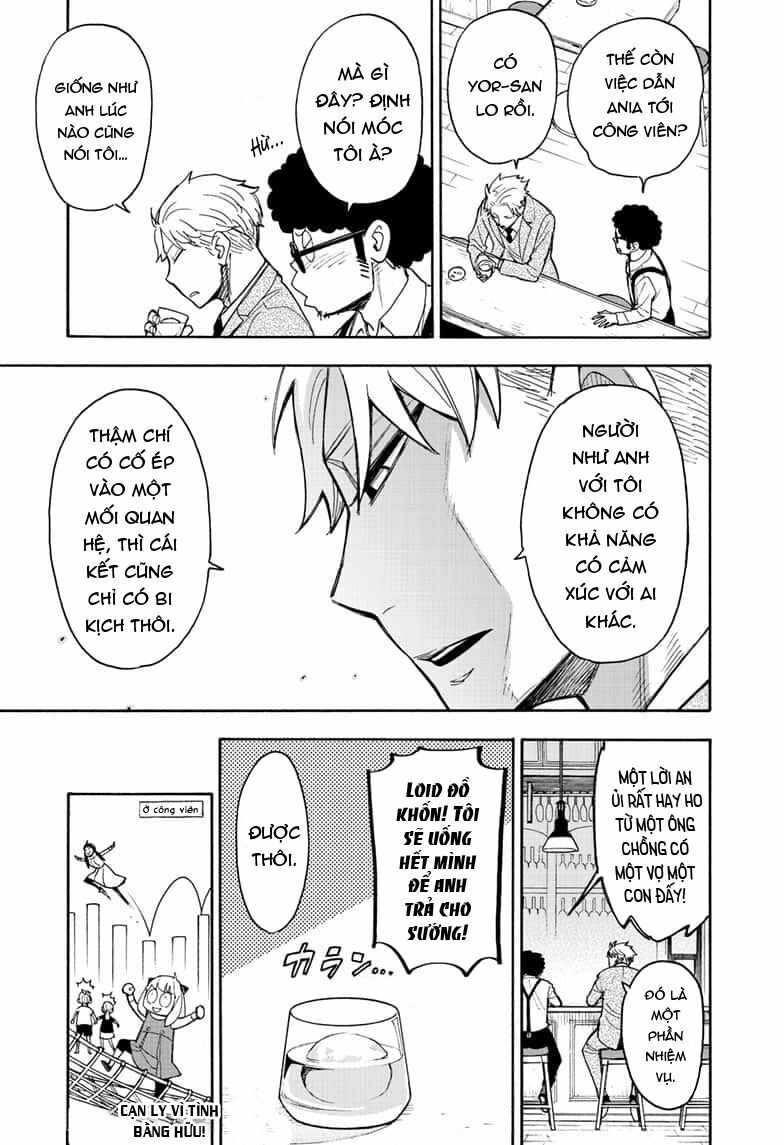 THẾ CÒN
VIỆC DẪN
ANIA TỚI
CÔNG VIÊN?
CÓ
YOR-SAN
LO RỒI.
MÀ GÌ
ĐÂY? ĐỊNH
NÓI MÓC
TÔI À?
HỪ...
GIỐNG NHƯ
ANH LÚC
NÀO CŨNG
NÓI TÔI...
NGƯỜI
NHƯ ANH
VỚI TÔI
KHÔNG CÓ
KHẢ NĂNG
CÓ CẢM
XÚC VỚI AI
KHÁC.
THẬM CHÍ
CÓ CỐ ÉP
VÀO MỘT
MỐI QUAN
HỆ, THÌ CÁI
KẾT CŨNG
CHỈ CÓ BI
KỊCH THÔI.
MỘT LỜI AN
ỦI RẤT HAY HO
TỪ MỘT ÔNG
CHỒNG CÓ
MỘT VỢ MỘT
CON ĐẤY!
ĐÓ LÀ
MỘT
PHẦN
NHIỆM
VỤ.
LOID ĐỒ
KHỐN! TÔI
SẼ UỐNG
HẾT MÌNH
ĐỂ ANH
TRẢ CHO
SƯỚNG!
ĐƯỢC
THÔI.
カラン...
Ở công viên
CẠN LY VÌ TÌNH
BẰNG HỮU!